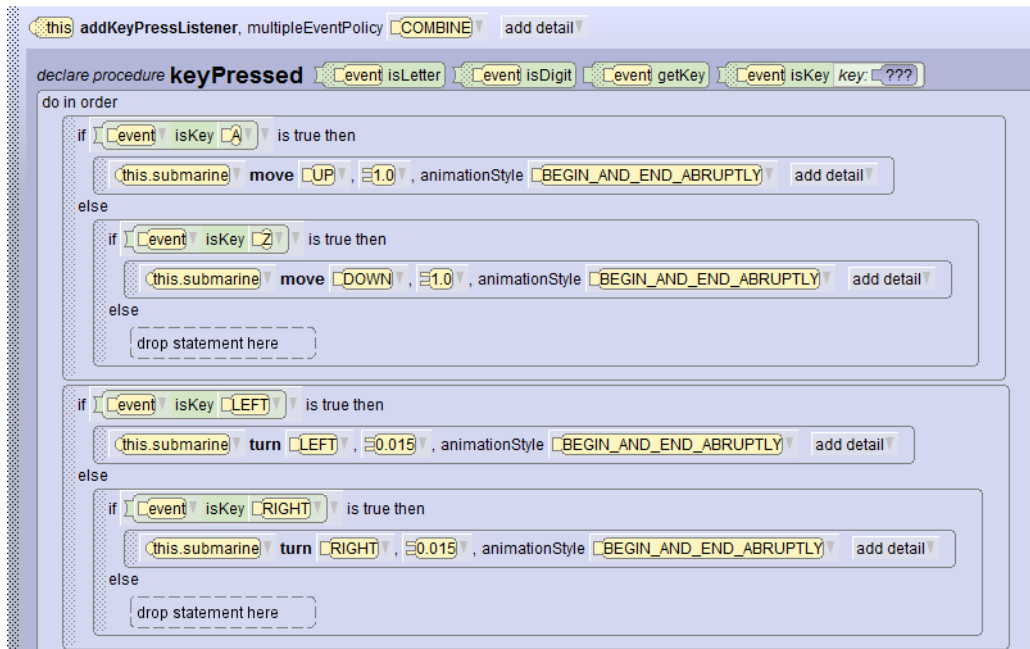 this addKeyPressListener, multipleEventPolicy COMBINE add detail
declare procedure keyPressed event isLetter event isDigit event getKey event isKey key: ???
do in order
if event isKey A is true then
this.submarine move UP , 1.0 , animationStyle BEGIN_AND_END_ABRUPTLY add detail
else
if event isKey Z is true then
this.submarine move DOWN , 1.0 , animationStyle BEGIN_AND_END_ABRUPTLY add detail
else
drop statement here
if event isKey LEFT is true then
this.submarine turn LEFT , 0.015 , animationStyle BEGIN_AND_END_ABRUPTLY add detail
else
if event isKey RIGHT is true then
this.submarine turn RIGHT , 0.015 , animationStyle BEGIN_AND_END_ABRUPTLY add detail
else
drop statement here